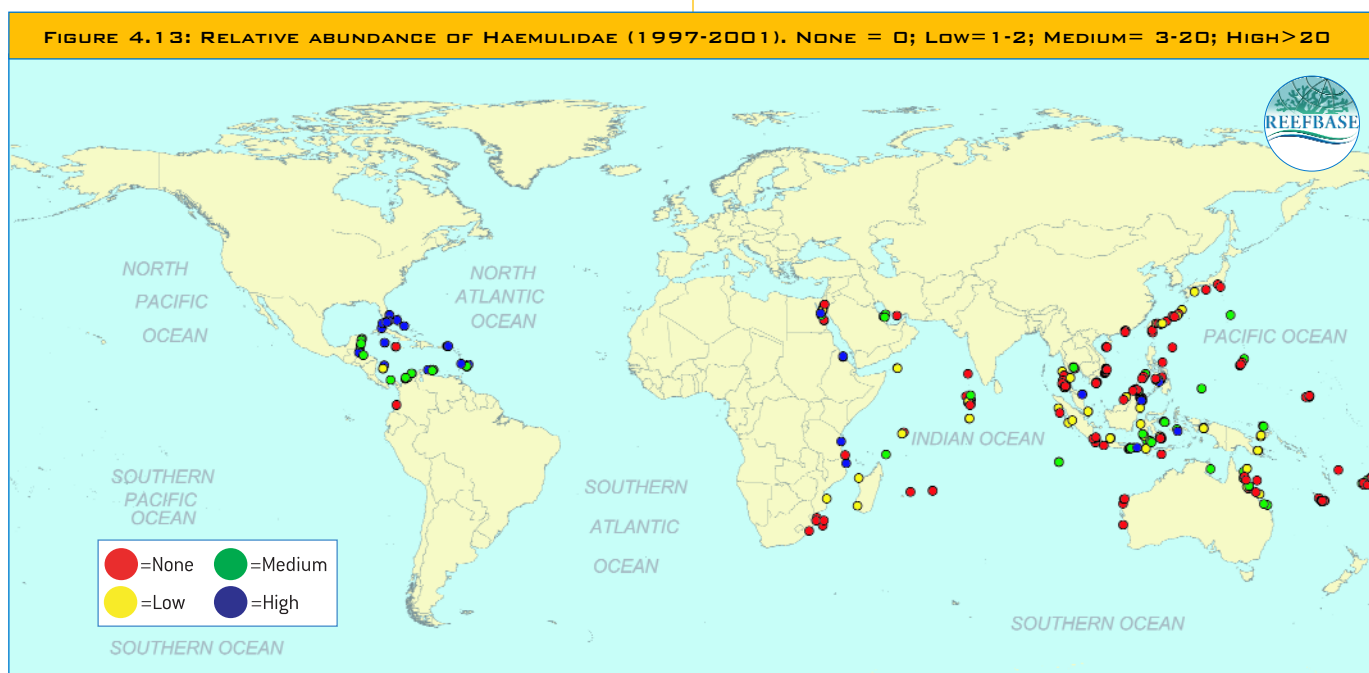 Figure 4.13: Relative abundance of Haemulidae (1997-2001). None = 0; Low=1-2; Medium= 3-20; High>20
REEFBASE
NORTH
PACIFIC
OCEAN
NORTH
ATLANTIC
OCEAN
PACIFIC OCEAN
INDIAN OCEAN
SOUTHERN
PACIFIC
OCEAN
SOUTHERN
ATLANTIC
OCEAN
=None
=Medium
=Low
=High
SOUTHERN OCEAN
SOUTHERN OCEAN